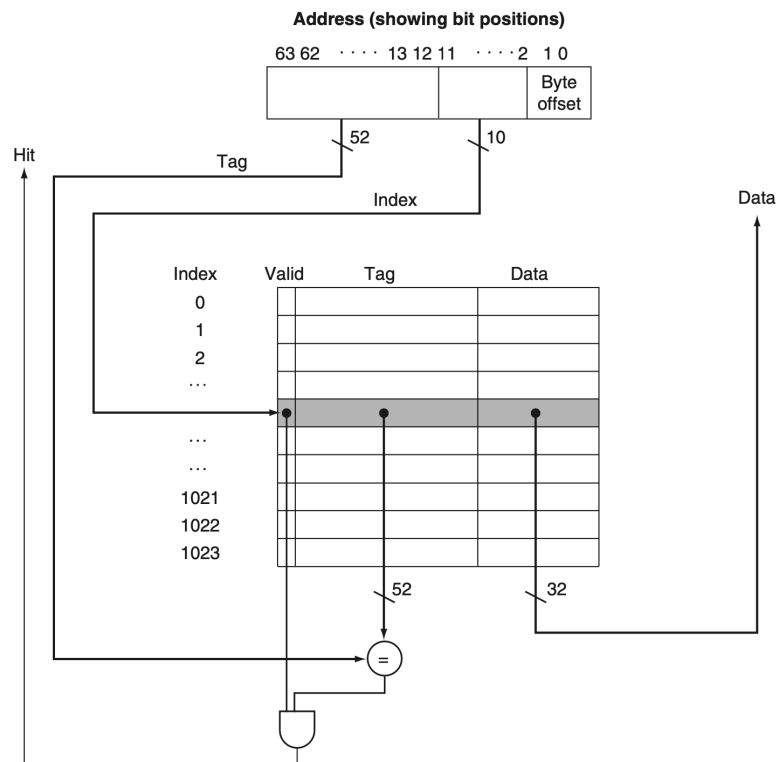 Address (showing bit positions)
63 62 · · · · 13 12 11 · · · · 2 1 0
Byte
offset
52
10
Hit
Tag
Index
Data
Index Valid Tag Data
0
1
2
...
...
...
1021
1022
1023
52
32
=